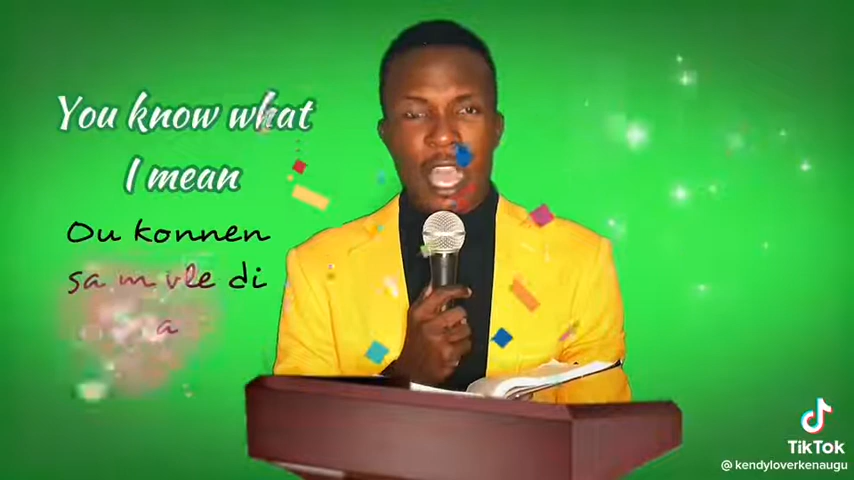 You know what
I mean
Ou konnen
sa m vle di
a
TikTok
@kendyloverkenaugu